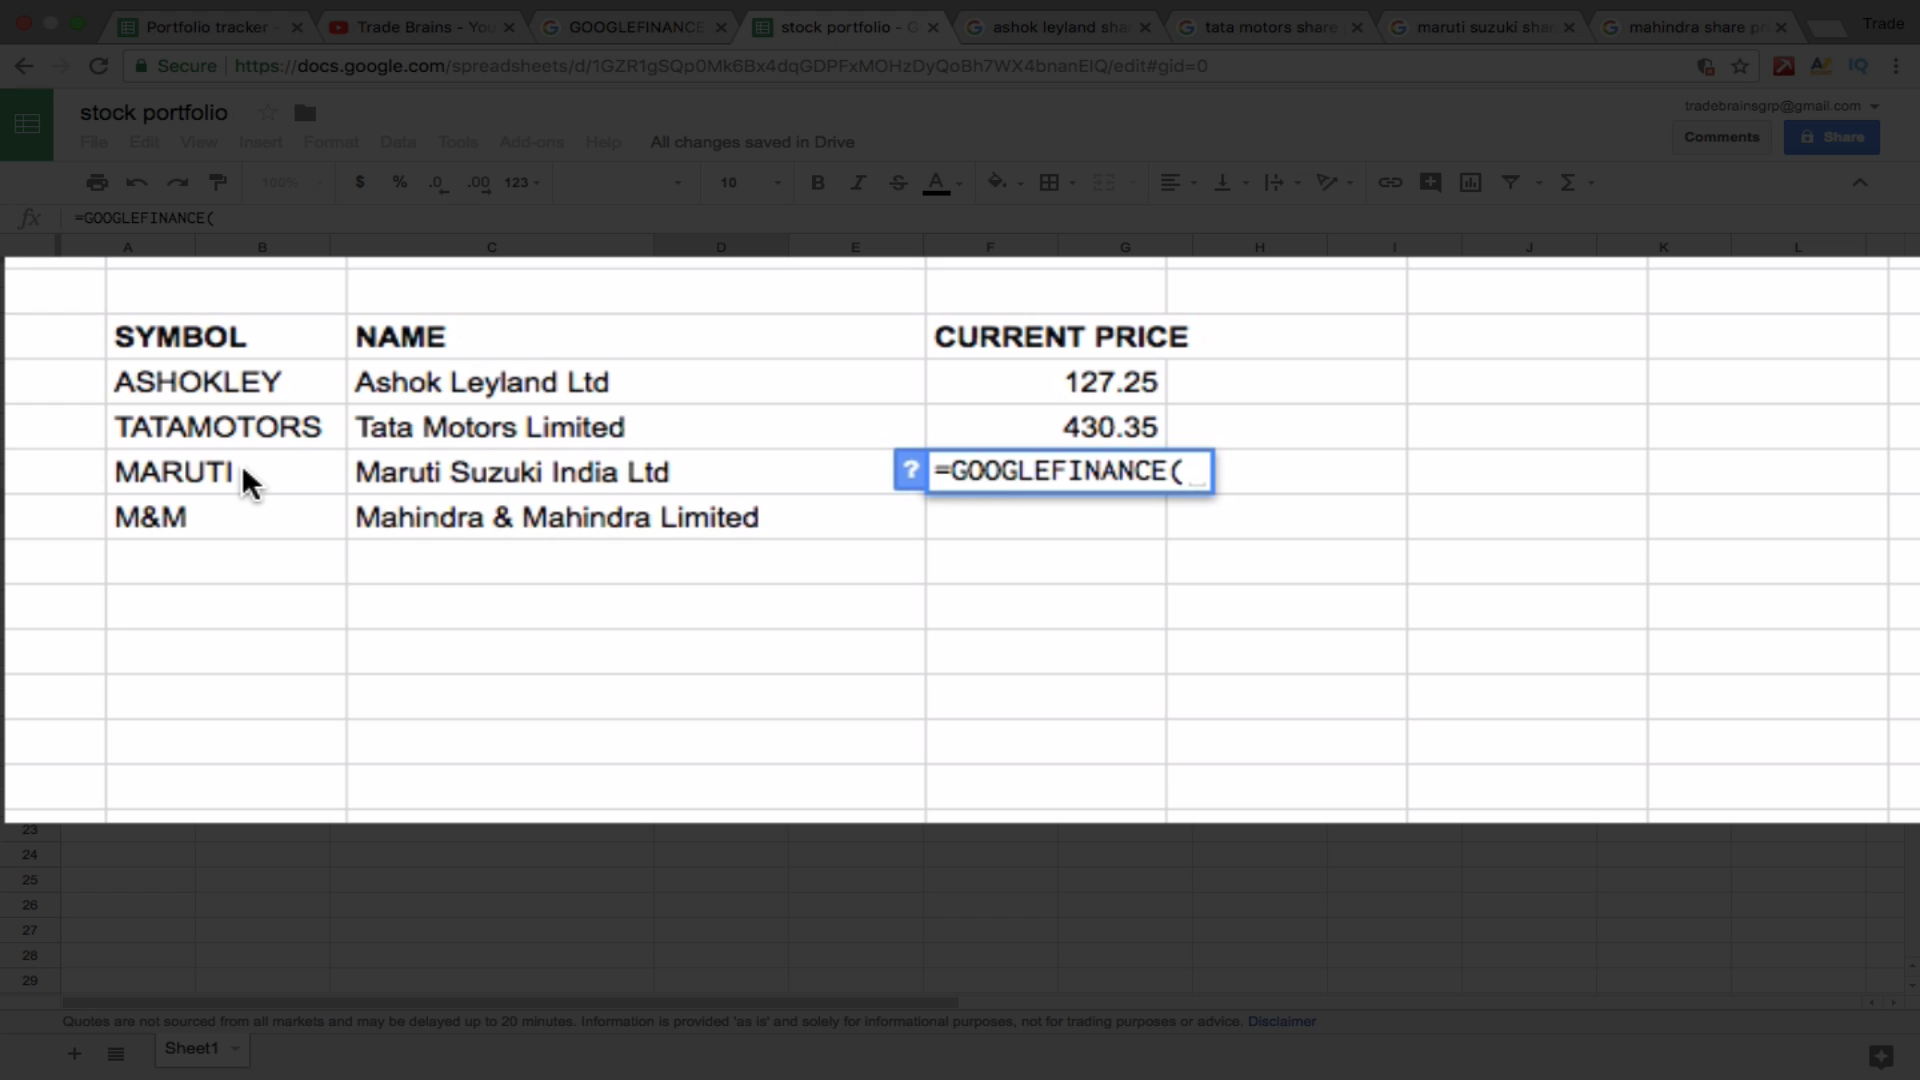 Portfolio tracker - Trade Brains - You GOOGLEFINANCE stock portfolio - G ashok leyland sha tata motors share maruti suzuki shar mahindra share pr Trade
Secure https://docs.google.com/spreadsheets/d/1GZR1gSQp0Mk6Bx4dqGDPFxMOHzDyQoBh7WX4bnanEIQ/edit#gid=0
stock portfolio
tradebrainsgrp@gmail.com
File Edit View Insert Format Data Tools Add-ons Help All changes saved in Drive
Comments Share
100% $ % .0 .00 123 10 B I S A Σ
fx =GOOGLEFINANCE(
A B C D E F G H I J K L
SYMBOL NAME CURRENT PRICE
ASHOKLEY Ashok Leyland Ltd 127.25
TATAMOTORS Tata Motors Limited 430.35
MARUTI Maruti Suzuki India Ltd ? =GOOGLEFINANCE(
M&M Mahindra & Mahindra Limited
23
24
25
26
27
28
29
Quotes are not sourced from all markets and may be delayed up to 20 minutes. Information is provided 'as is' and solely for informational purposes, not for trading purposes or advice. Disclaimer
+ Sheet1